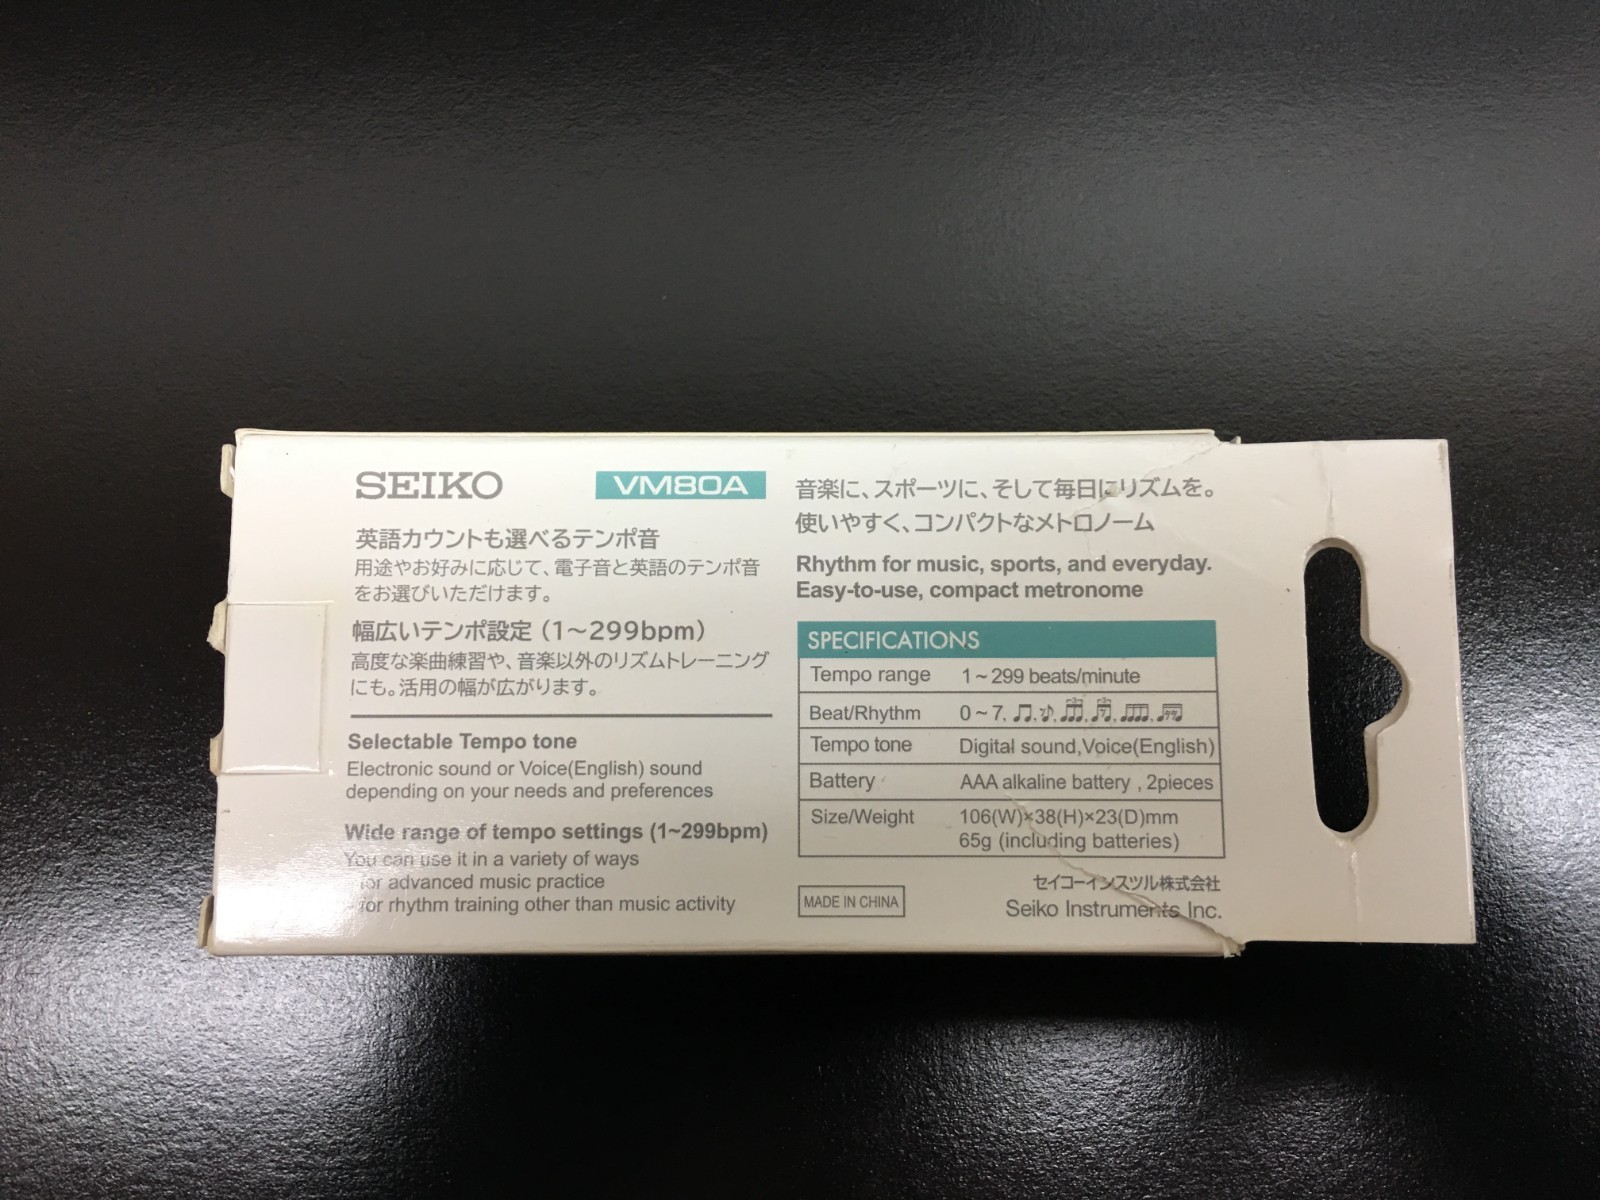 SEIKO
VM80A
英語カウントも選べるテンポ音
用途やお好みに応じて、電子音と英語のテンポ音
をお選びいただけます。
幅広いテンポ設定（1～299bpm）
高度な楽曲練習や、音楽以外のリズムトレーニング
にも。活用の幅が広がります。
Selectable Tempo tone
Electronic sound or Voice(English) sound
depending on your needs and preferences
Wide range of tempo settings (1~299bpm)
You can use it in a variety of ways
for advanced music practice
for rhythm training other than music activity
音楽に、スポーツに、そして毎日にリズムを。
使いやすく、コンパクトなメトロノーム
Rhythm for music, sports, and everyday.
Easy-to-use, compact metronome
SPECIFICATIONS
Tempo range 1～299 beats/minute
Beat/Rhythm 0～7,
Tempo tone Digital sound,Voice(English)
Battery AAA alkaline battery , 2pieces
Size/Weight 106(W)×38(H)×23(D)mm
65g (including batteries)
MADE IN CHINA
セイコーインスツル株式会社
Seiko Instruments Inc.